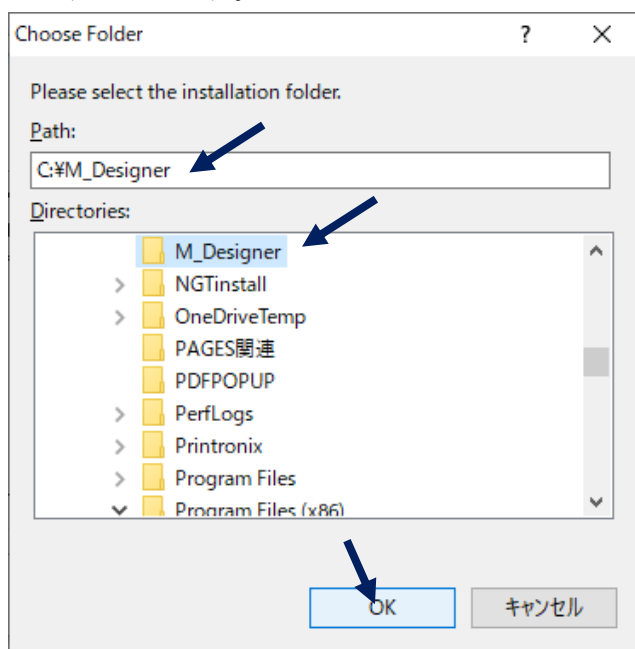 Choose Folder ? ×
Please select the installation folder.
Path:
C:¥M_Designer
Directories:
M_Designer
NGTinstall
OneDriveTemp
PAGES関連
PDFPOPUP
PerfLogs
Printronix
Program Files
Program Files (x86)
OK キャンセル